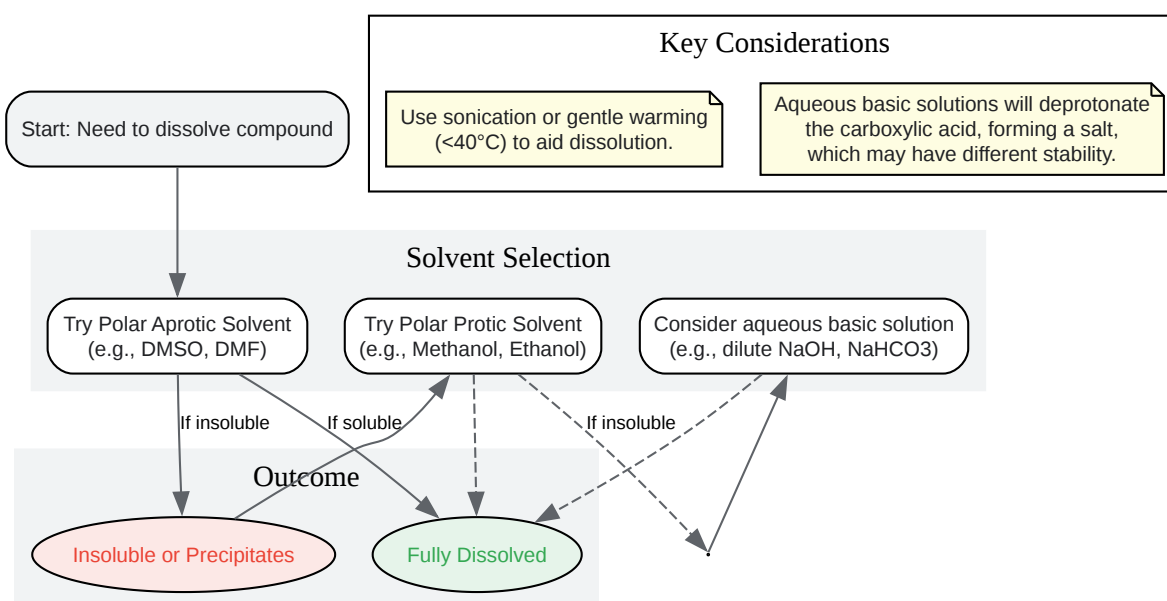 Key Considerations
Use sonication or gentle warming
(<40°C) to aid dissolution.
Aqueous basic solutions will deprotonate
the carboxylic acid, forming a salt,
which may have different stability.
Start: Need to dissolve compound
Solvent Selection
Try Polar Aprotic Solvent
(e.g., DMSO, DMF)
Try Polar Protic Solvent
(e.g., Methanol, Ethanol)
Consider aqueous basic solution
(e.g., dilute NaOH, NaHCO3)
If insoluble
If soluble
If insoluble
Outcome
Insoluble or Precipitates
Fully Dissolved